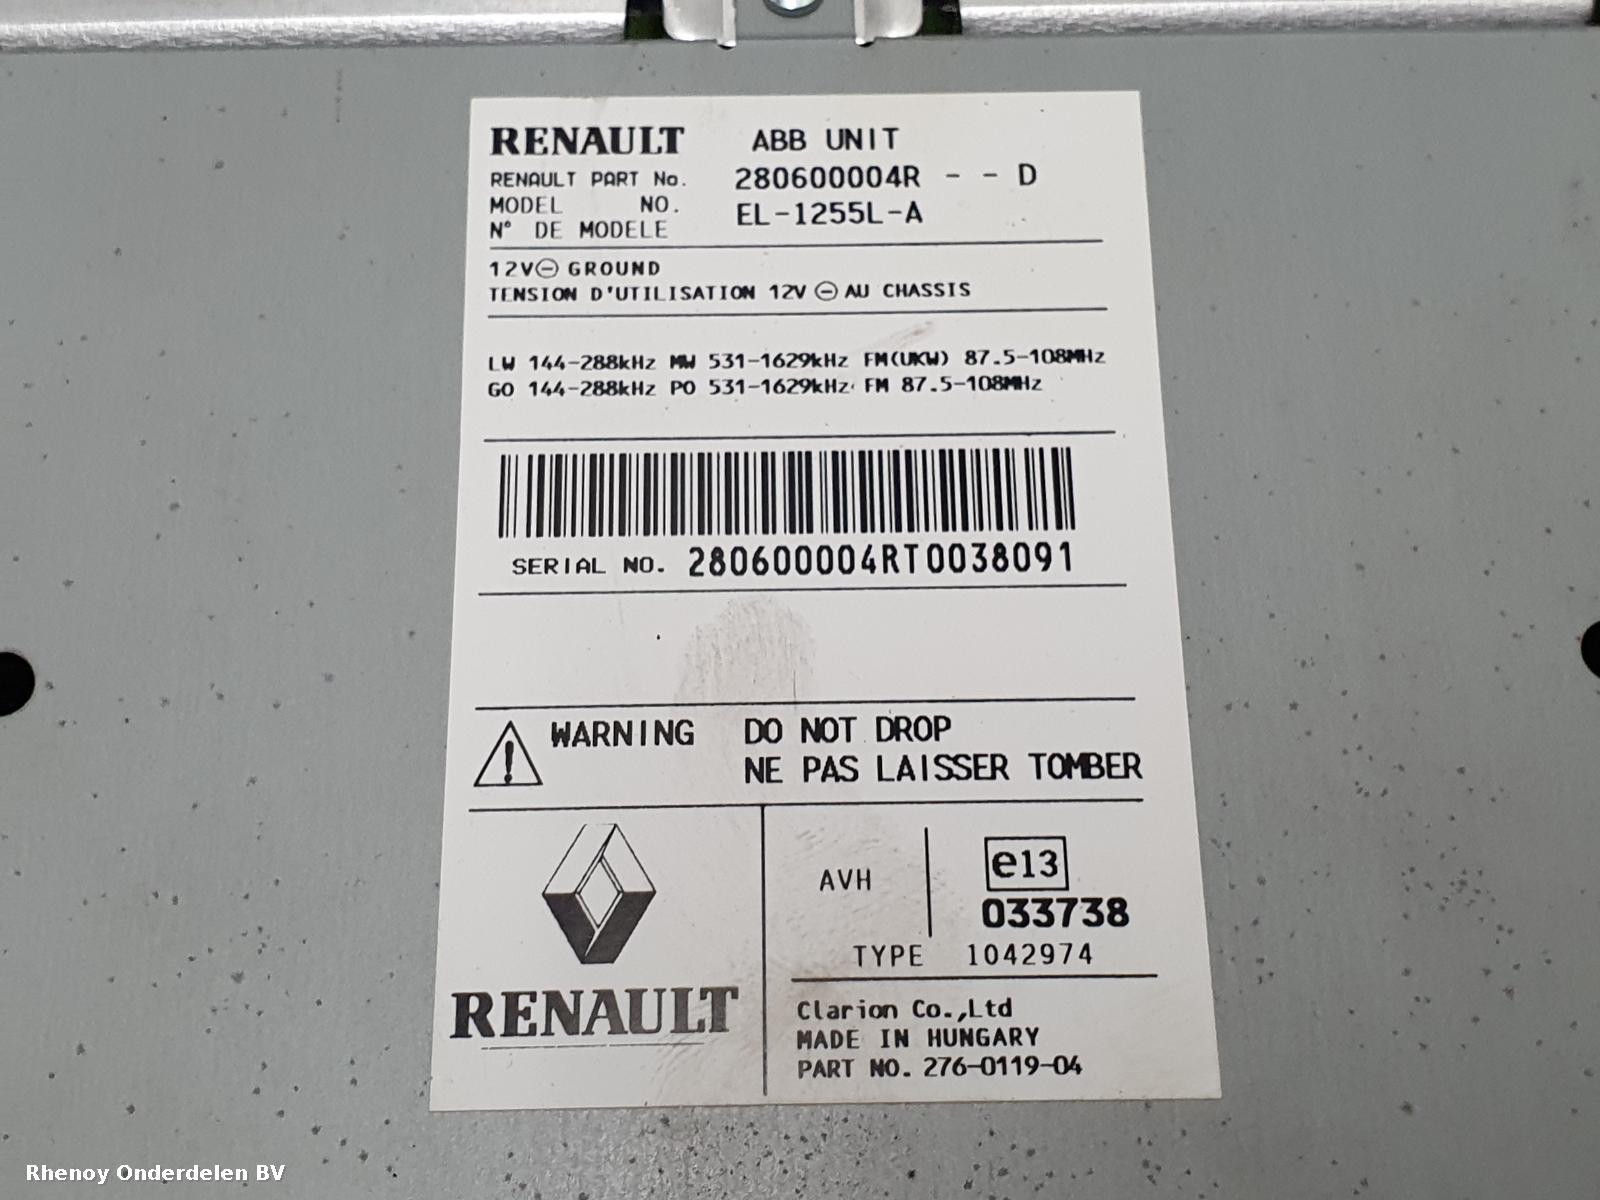 RENAULT ABB UNIT
RENAULT PART No. 280600004R - - D
MODEL NO. EL-1255L-A
N° DE MODELE
12V⊖ GROUND
TENSION D'UTILISATION 12V ⊖ AU CHASSIS
LW 144-288kHz MW 531-1629kHz FM(UKW) 87.5-108MHz
GO 144-288kHz PO 531-1629kHz FM 87.5-108MHz
SERIAL NO. 280600004RT0038091
WARNING DO NOT DROP
NE PAS LAISSER TOMBER
AVH e13
033738
TYPE 1042974
RENAULT
Clarion Co.,Ltd
MADE IN HUNGARY
PART NO. 276-0119-04
Rhenoy Onderdelen BV